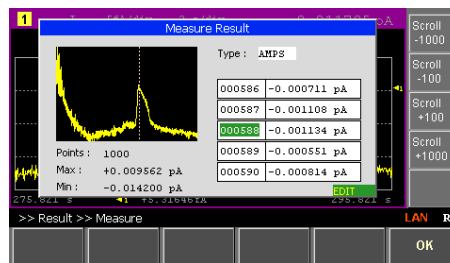 1
Measure Result
Scroll -1000
Scroll -100
Scroll +100
Scroll +1000
Type : AMPS
000586 -0.000711 pA
000587 -0.001108 pA
000588 -0.001134 pA
000589 -0.000551 pA
000590 -0.000814 pA
Points : 1000
Max : +0.009562 pA
Min : -0.014200 pA
EDIT
275.821 s
295.821 s
>> Result >> Measure
LAN R
OK